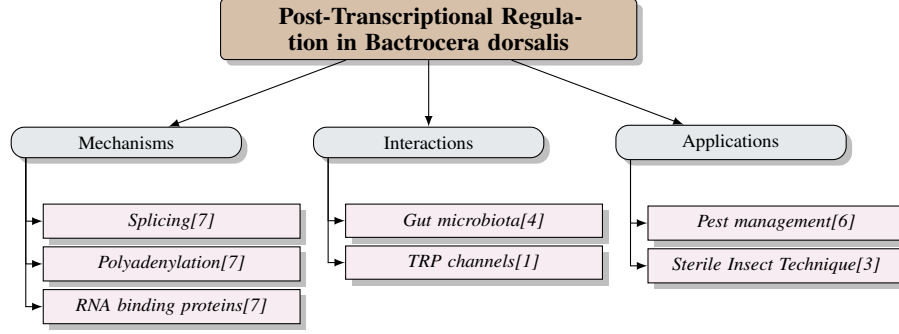 Post-Transcriptional Regula-
tion in Bactrocera dorsalis
Mechanisms
Interactions
Applications
Splicing[7]
Polyadenylation[7]
RNA binding proteins[7]
Gut microbiota[4]
TRP channels[1]
Pest management[6]
Sterile Insect Technique[3]